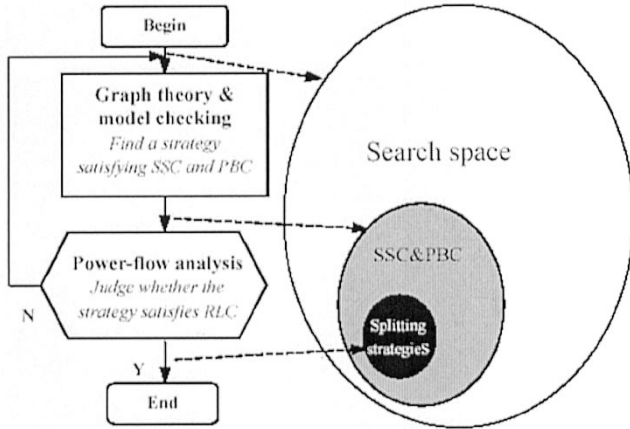 Begin
Graph theory &
model checking
Find a strategy
satisfying SSC and PBC
Power-flow analysis
Judge whether the
strategy satisfies RLC
N
Y
End
Search space
SSC&PBC
Splitting
strategieS